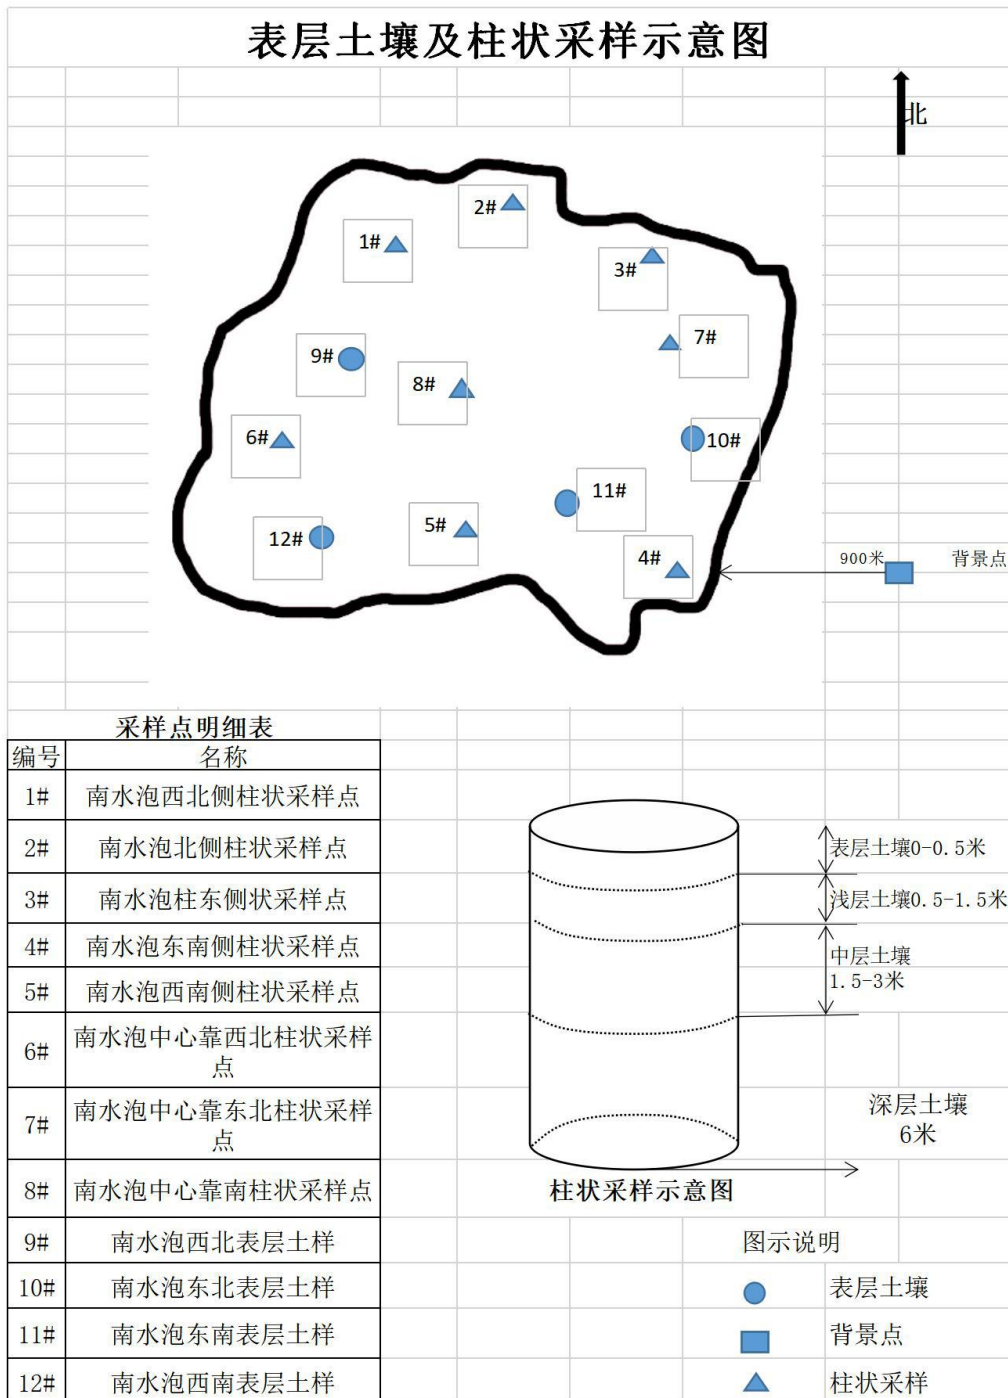 表层土壤及柱状采样示意图
北
2#
1#
3#
7#
9#
8#
6#
10#
11#
12#
5#
4#
900米
背景点
采样点明细表
编号 名称
1# 南水泡西北侧柱状采样点
2# 南水泡北侧柱状采样点
3# 南水泡柱东侧状采样点
4# 南水泡东南侧柱状采样点
5# 南水泡西南侧柱状采样点
6# 南水泡中心靠西北柱状采样
点
7# 南水泡中心靠东北柱状采样
点
8# 南水泡中心靠南柱状采样点
9# 南水泡西北表层土样
10# 南水泡东北表层土样
11# 南水泡东南表层土样
12# 南水泡西南表层土样
表层土壤0-0.5米
浅层土壤0.5-1.5米
中层土壤
1.5-3米
深层土壤
6米
柱状采样示意图
图示说明
表层土壤
背景点
柱状采样